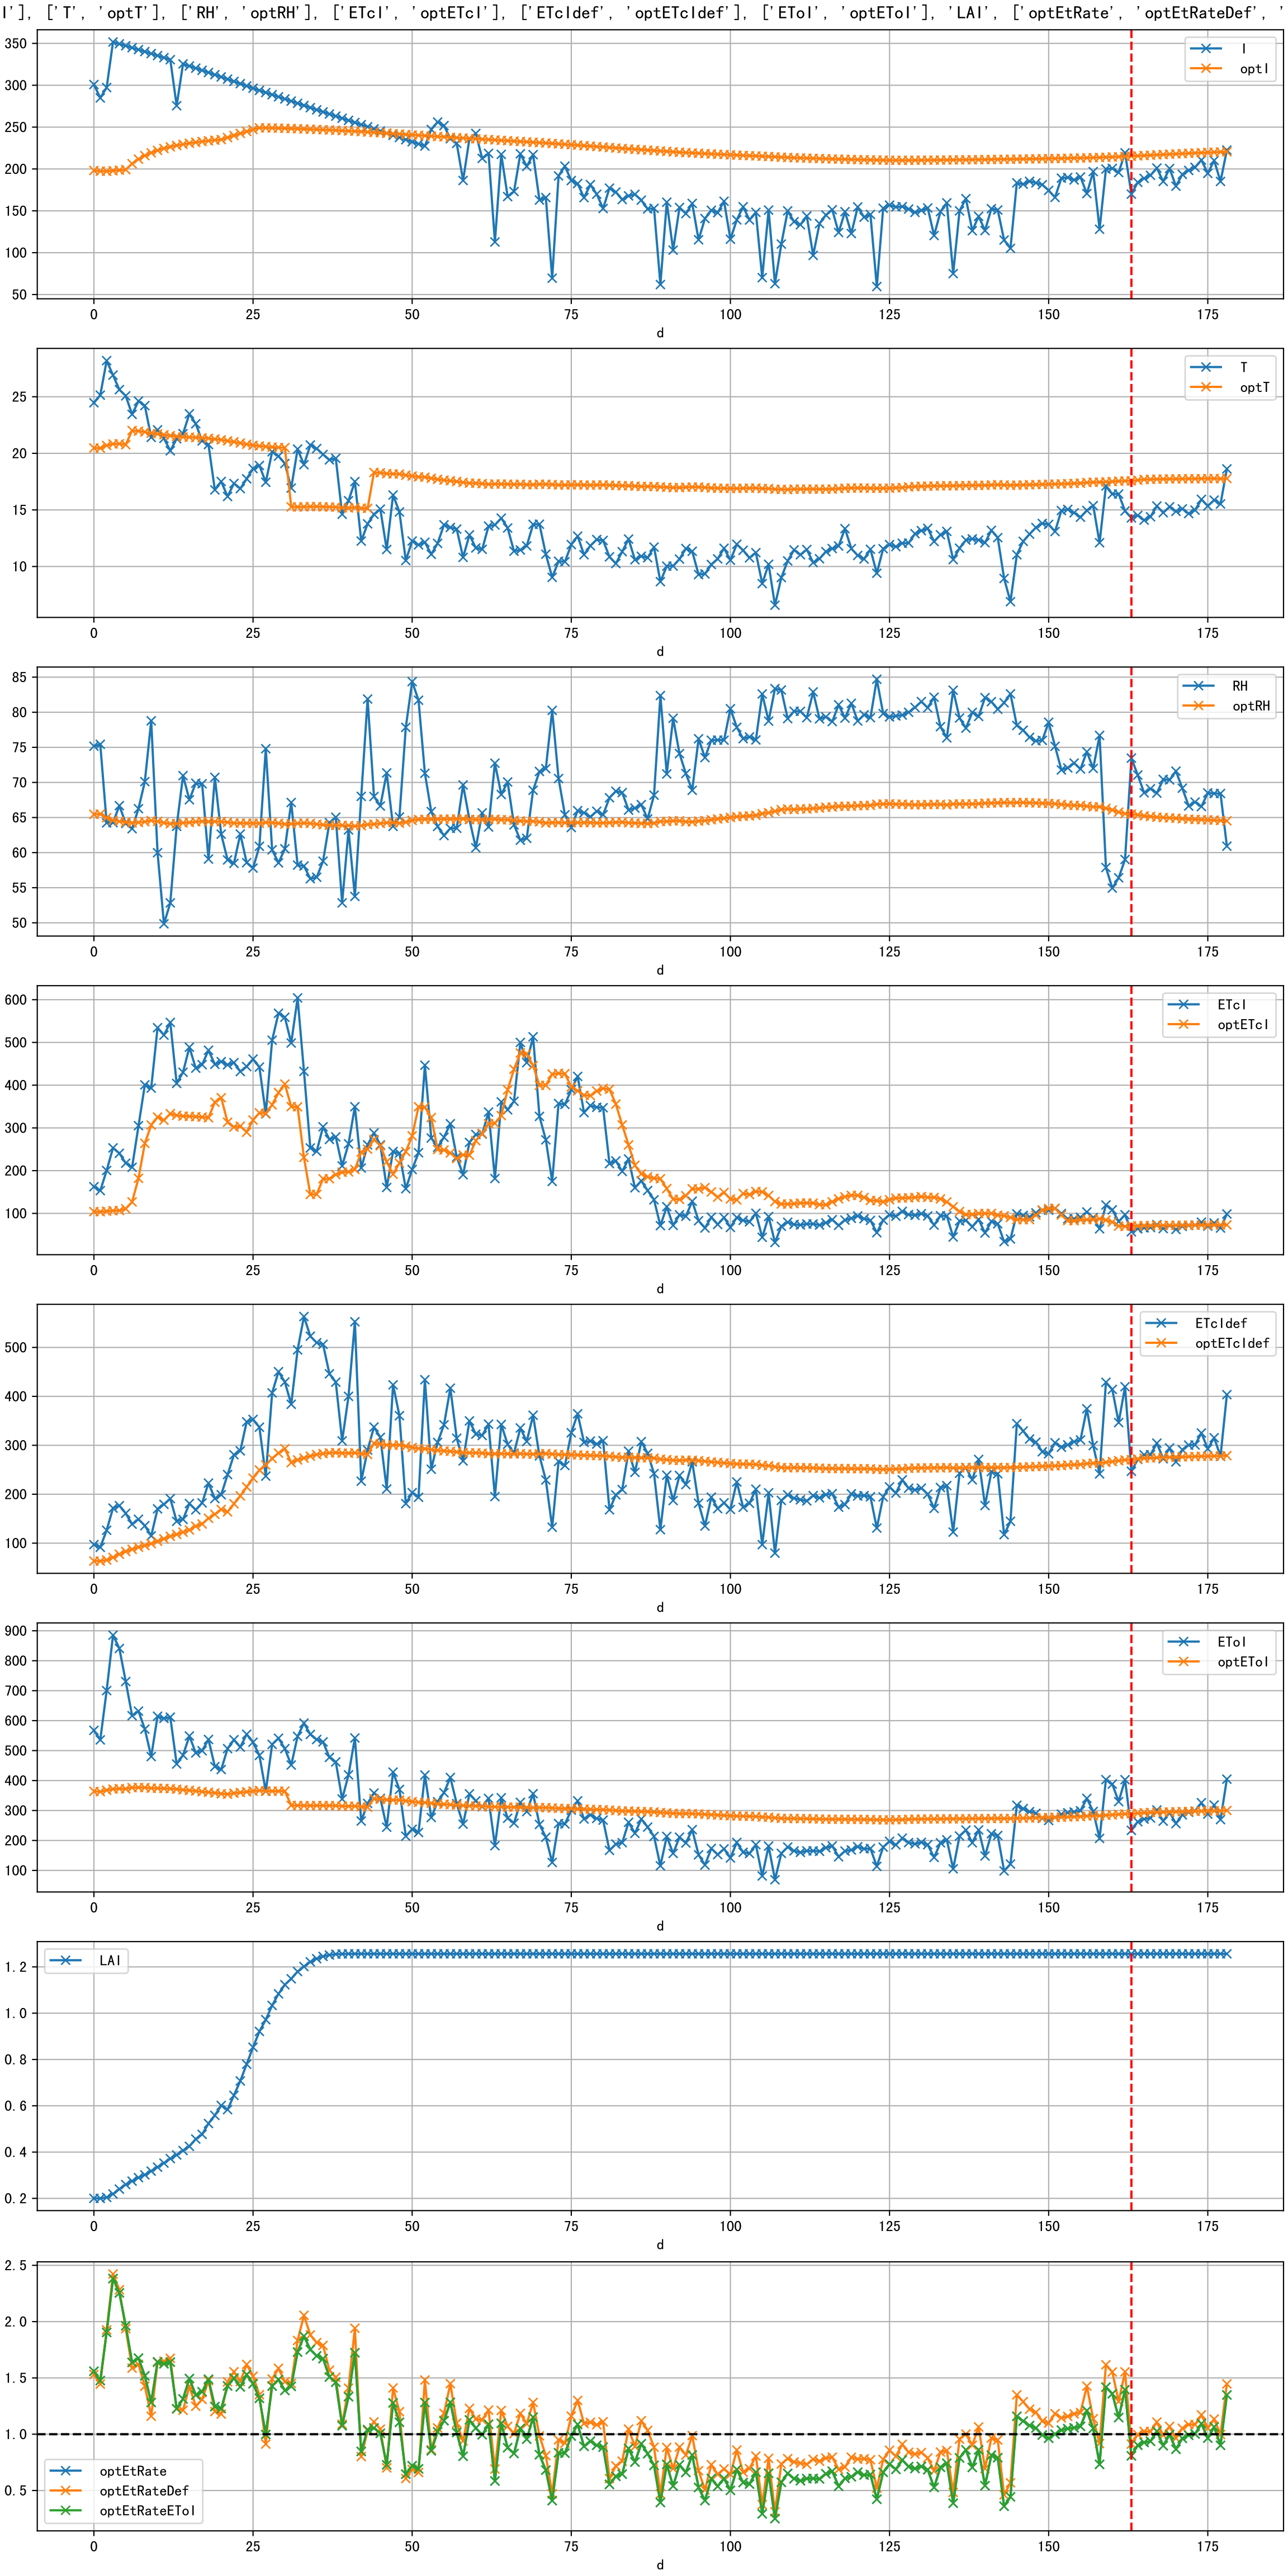 I'], ['T', 'optT'], ['RH', 'optRH'], ['ETcI', 'optETcI'], ['ETcIdef', 'optETcIdef'], ['EToI', 'optEToI'], 'LAI', ['optEtRate', 'optEtRateDef', '
I
optI
350
300
250
200
150
100
50
0 25 50 75 100 125 150 175
d
T
optT
25
20
15
10
0 25 50 75 100 125 150 175
d
RH
optRH
85
80
75
70
65
60
55
50
0 25 50 75 100 125 150 175
d
ETcI
optETcI
600
500
400
300
200
100
0 25 50 75 100 125 150 175
d
ETcIdef
optETcIdef
500
400
300
200
100
0 25 50 75 100 125 150 175
d
EToI
optEToI
900
800
700
600
500
400
300
200
100
0 25 50 75 100 125 150 175
d
LAI
1.2
1.0
0.8
0.6
0.4
0.2
0 25 50 75 100 125 150 175
d
2.5
2.0
1.5
1.0
0.5
optEtRate
optEtRateDef
optEtRateEToI
0 25 50 75 100 125 150 175
d